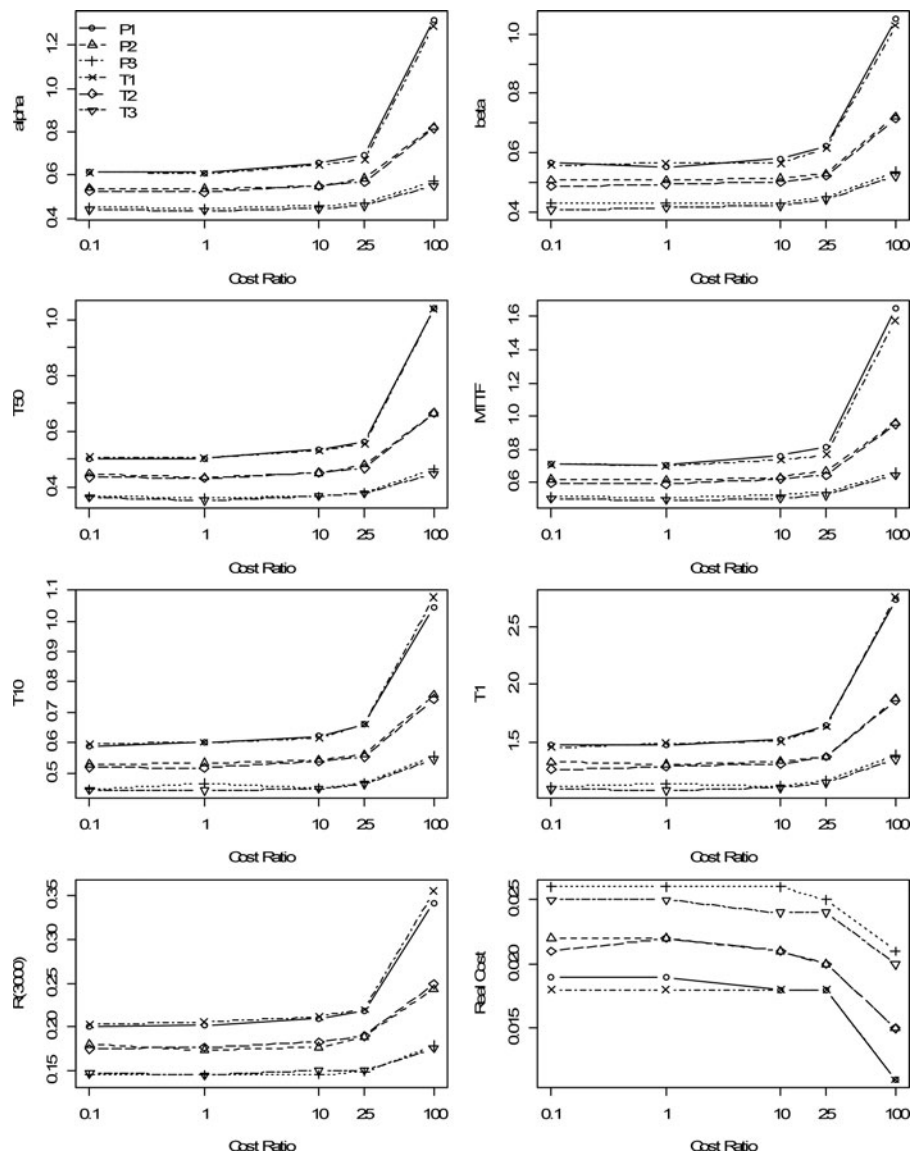 alpha
0.4 0.6 0.8 1.0 1.2
P1
P2
P3
T1
T2
T3
0.1 1 10 25 100
Cost Ratio
beta
0.4 0.6 0.8 1.0
0.1 1 10 25 100
Cost Ratio
T50
0.4 0.6 0.8 1.0
0.1 1 10 25 100
Cost Ratio
MTTF
0.6 0.8 1.0 1.2 1.4 1.6
0.1 1 10 25 100
Cost Ratio
T10
0.5 0.6 0.7 0.8 0.9 1.0 1.1
0.1 1 10 25 100
Cost Ratio
T1
1.5 2.0 2.5
0.1 1 10 25 100
Cost Ratio
R(3000)
0.15 0.20 0.25 0.30 0.35
0.1 1 10 25 100
Cost Ratio
Real Cost
0.015 0.020 0.025
0.1 1 10 25 100
Cost Ratio